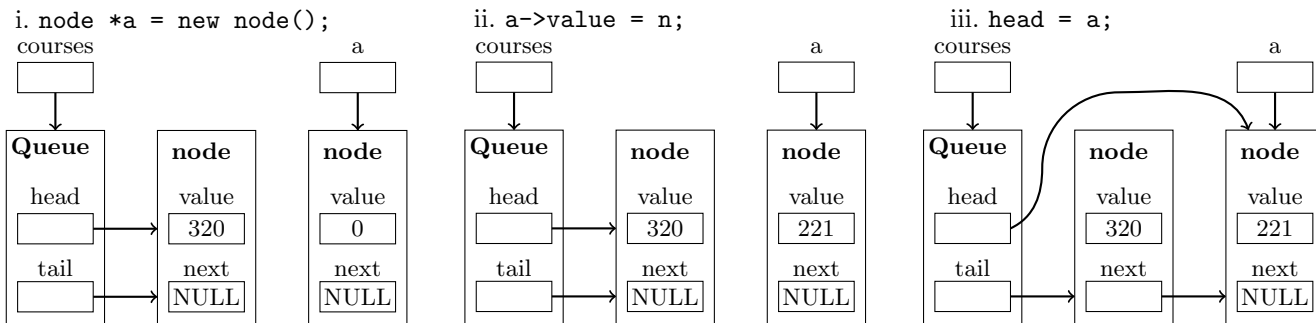 i. node *a = new node();
courses
a
Queue
node
node
head
value
value
320
0
tail
next
next
NULL
NULL
ii. a->value = n;
courses
a
Queue
node
node
head
value
value
320
221
tail
next
next
NULL
NULL
iii. head = a;
courses
a
Queue
node
node
head
value
value
320
221
tail
next
next
NULL